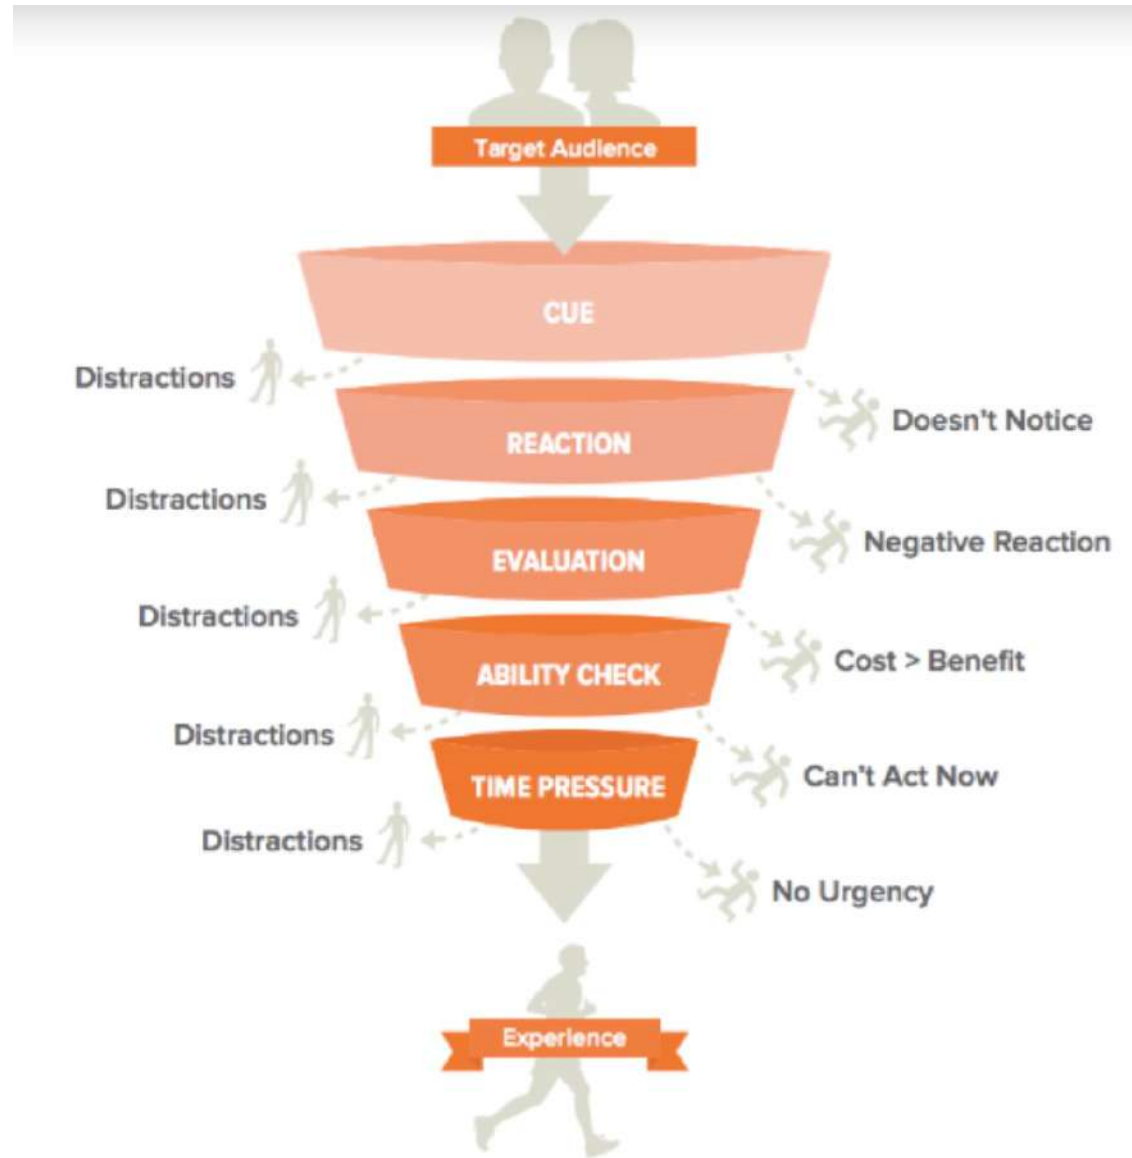 Target Audience
CUE
Distractions
Doesn't Notice
REACTION
Distractions
Negative Reaction
EVALUATION
Distractions
Cost > Benefit
ABILITY CHECK
Distractions
Can't Act Now
TIME PRESSURE
Distractions
No Urgency
Experience